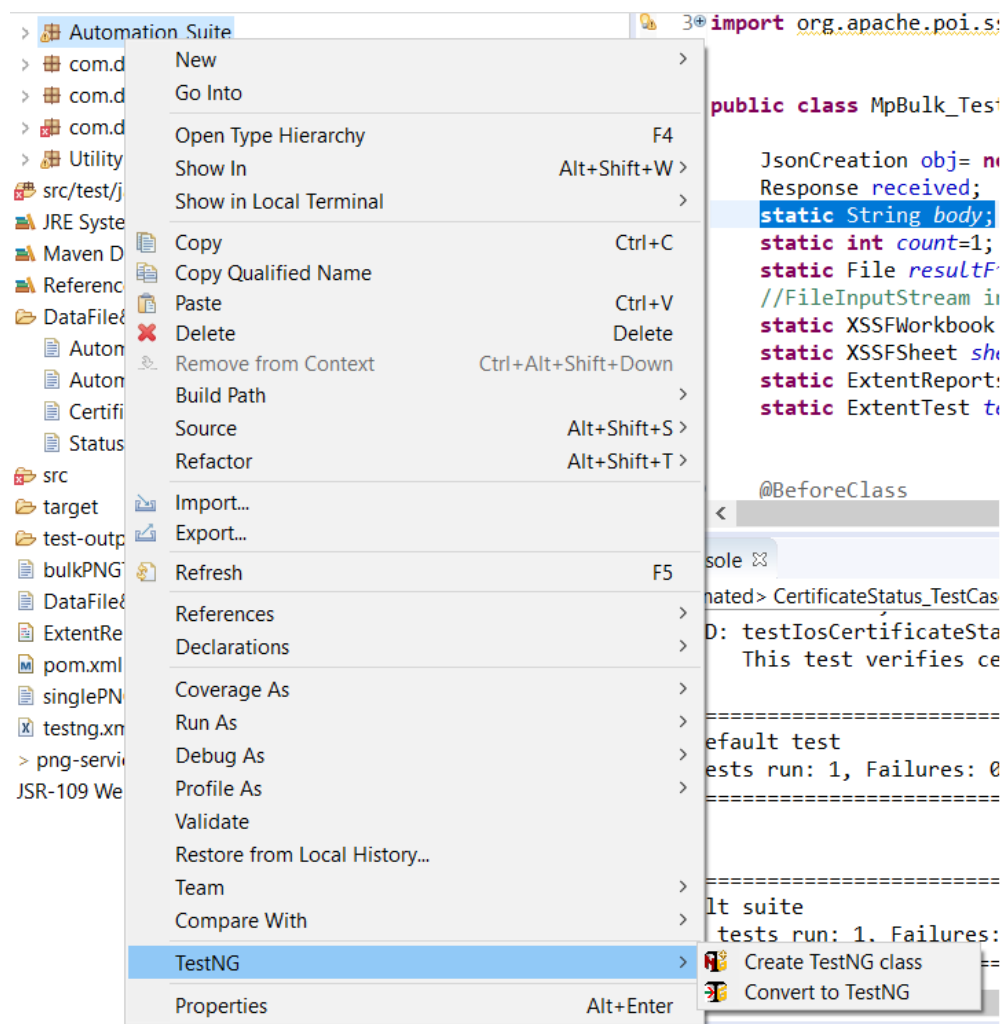 Automation_Suite
com.d
com.d
com.d
Utility
src/test/j
JRE Syste
Maven D
Referenc
DataFile&
Autom
Autom
Certifi
Status
src
target
test-outp
bulkPNG
DataFile&
ExtentRe
pom.xml
singlePN
testng.xm
> png-servi
JSR-109 We
New
Go Into
Open Type Hierarchy F4
Show In Alt+Shift+W >
Show in Local Terminal
Copy Ctrl+C
Copy Qualified Name
Paste Ctrl+V
Delete Delete
Remove from Context Ctrl+Alt+Shift+Down
Build Path
Source Alt+Shift+S >
Refactor Alt+Shift+T >
Import...
Export...
Refresh F5
References
Declarations
Coverage As
Run As
Debug As
Profile As
Validate
Restore from Local History...
Team
Compare With
TestNG
Properties Alt+Enter
Create TestNG class
Convert to TestNG
3 import org.apache.poi.ss
public class MpBulk_Test
JsonCreation obj= ne
Response received;
static String body;
static int count=1;
static File resultF
//FileInputStream in
static XSSFWorkbook
static XSSFSheet she
static ExtentReports
static ExtentTest te
@BeforeClass
sole
nated> CertificateStatus_TestCas
D: testIosCertificateSta
This test verifies ce
========================
efault test
ests run: 1, Failures: 0
========================
========================
lt suite
tests run: 1, Failures:
==